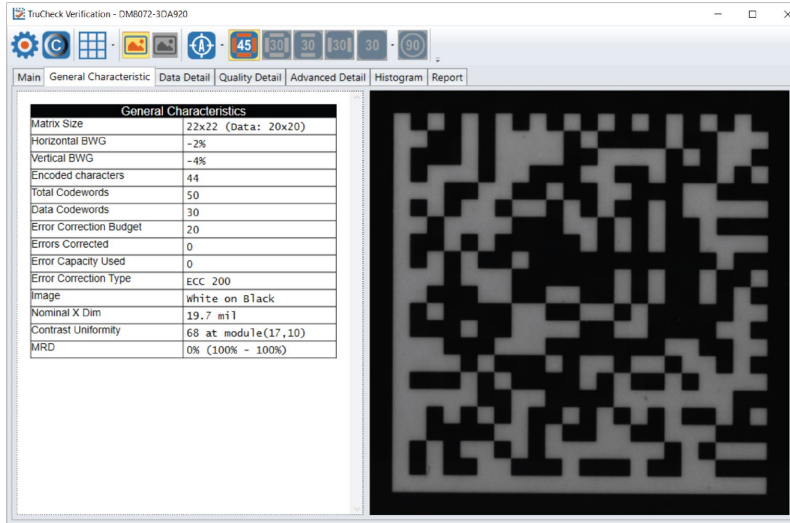 TruCheck Verification - DM8072-3DA920
C A 45 30 30 30 30 90
Main General Characteristic Data Detail Quality Detail Advanced Detail Histogram Report
General Characteristics
Matrix Size 22x22 (Data: 20x20)
Horizontal BWG -2%
Vertical BWG -4%
Encoded characters 44
Total Codewords 50
Data Codewords 30
Error Correction Budget 20
Errors Corrected 0
Error Capacity Used 0
Error Correction Type ECC 200
Image White on Black
Nominal X Dim 19.7 mil
Contrast Uniformity 68 at module(17,10)
MRD 0% (100% - 100%)